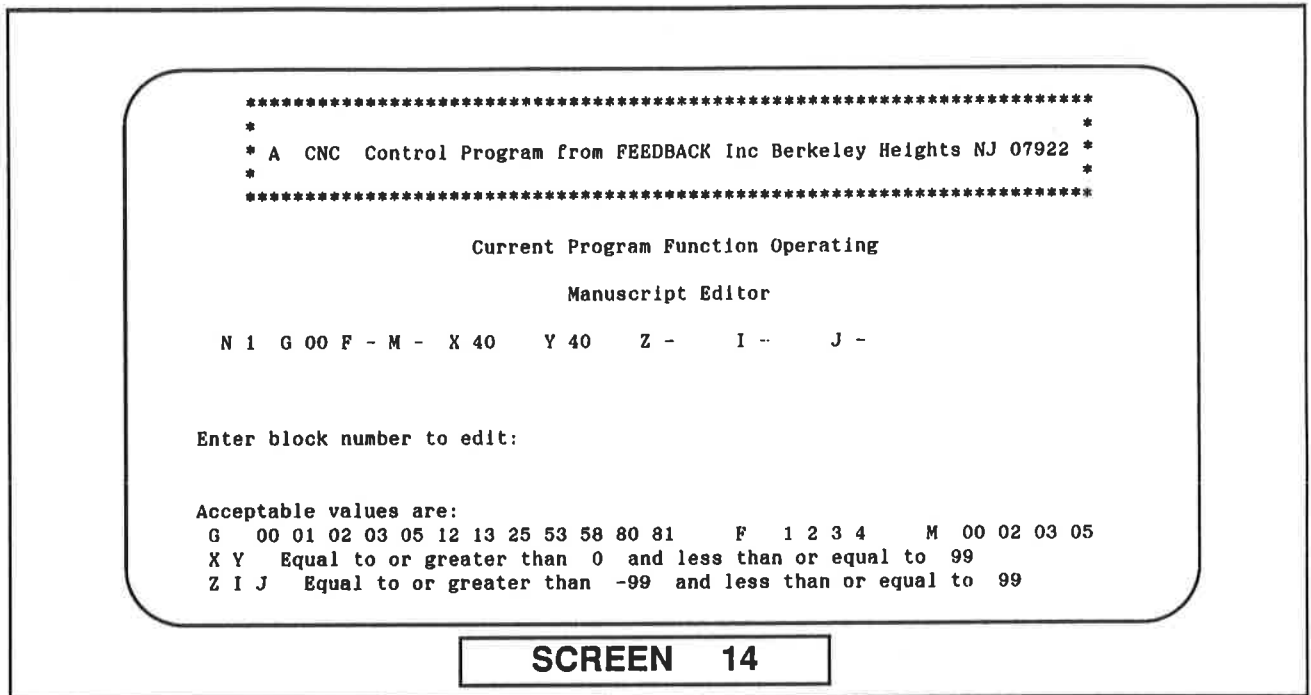 ***********************************************************************
* *
* A CNC Control Program from FEEDBACK Inc Berkeley Heights NJ 07922 *
* *
***********************************************************************
Current Program Function Operating
Manuscript Editor
N 1 G 00 F - M - X 40 Y 40 Z - I - J -
Enter block number to edit:
Acceptable values are:
G 00 01 02 03 05 12 13 25 53 58 80 81 F 1 2 3 4 M 00 02 03 05
X Y Equal to or greater than 0 and less than or equal to 99
Z I J Equal to or greater than -99 and less than or equal to 99
SCREEN 14